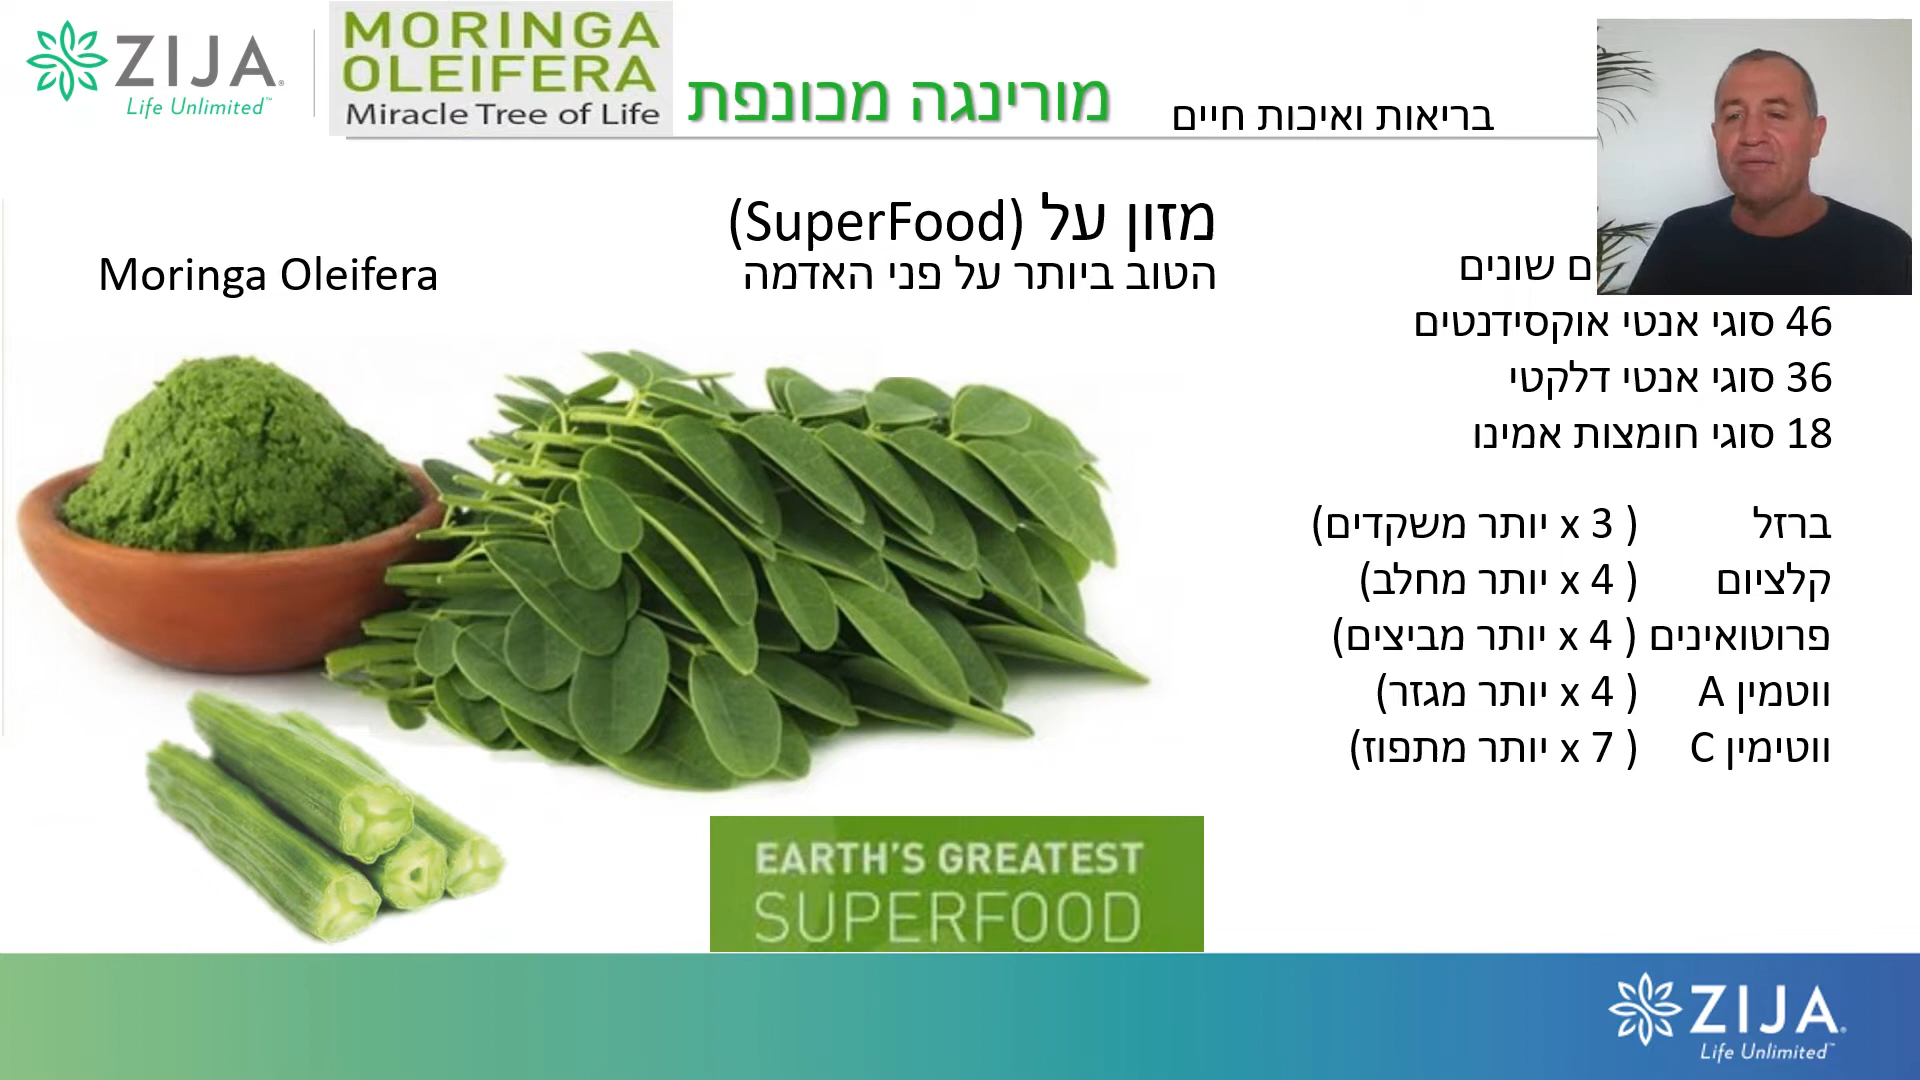 ZIJA
Life Unlimited™
MORINGA
OLEIFERA
Miracle Tree of Life
מורינגה מכונפת
בריאות ואיכות חיים
מזון על (SuperFood)
הטוב ביותר על פני האדמה
Moringa Oleifera
שונים
46 סוגי אנטי אוקסידנטים
36 סוגי אנטי דלקטי
18 סוגי חומצות אמינו
ברזל ( 3 x יותר משקדים)
קלציום ( 4 x יותר מחלב)
פרוטואינים ( 4 x יותר מביצים)
ווטמין A ( 4 x יותר מגזר)
ווטימין C ( 7 x יותר מתפוז)
EARTH'S GREATEST
SUPERFOOD
ZIJA
Life Unlimited™